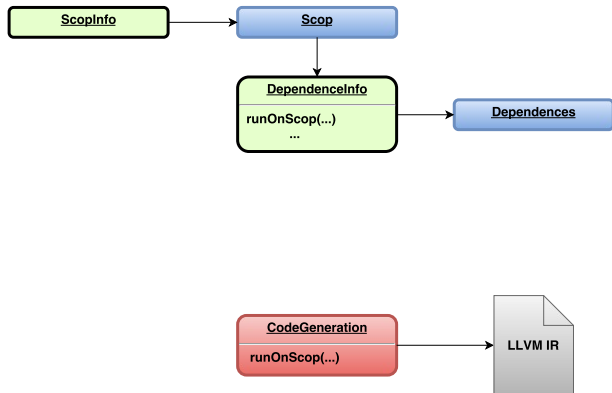 ScopInfo
Scop
DependenceInfo
runOnScop(...)
...
Dependences
CodeGeneration
runOnScop(...)
LLVM IR